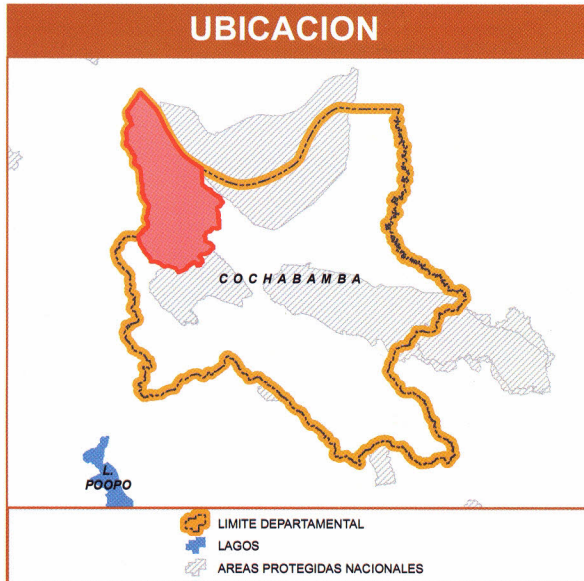 UBICACION
COCHABAMBA
L.
POOPO
LIMITE DEPARTAMENTAL
LAGOS
AREAS PROTEGIDAS NACIONALES